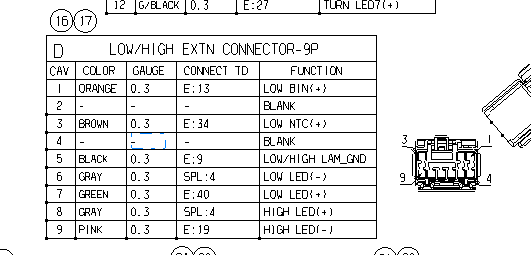 12 G/BLACK 0.3 E:27 TURN LED7(+)
16 17
D LOW/HIGH EXTN CONNECTOR-9P
CAV COLOR GAUGE CONNECT TO FUNCTION
1 ORANGE 0.3 E:13 LOW BIN(+)
2 - - - BLANK
3 BROWN 0.3 E:34 LOW NTC(+)
4 - - - BLANK
5 BLACK 0.3 E:9 LOW/HIGH LAM_GND
6 GRAY 0.3 SPL:4 LOW LED(-)
7 GREEN 0.3 E:40 LOW LED(+)
8 GRAY 0.3 SPL:4 HIGH LED(+)
9 PINK 0.3 E:19 HIGH LED(-)
3 1
9 4